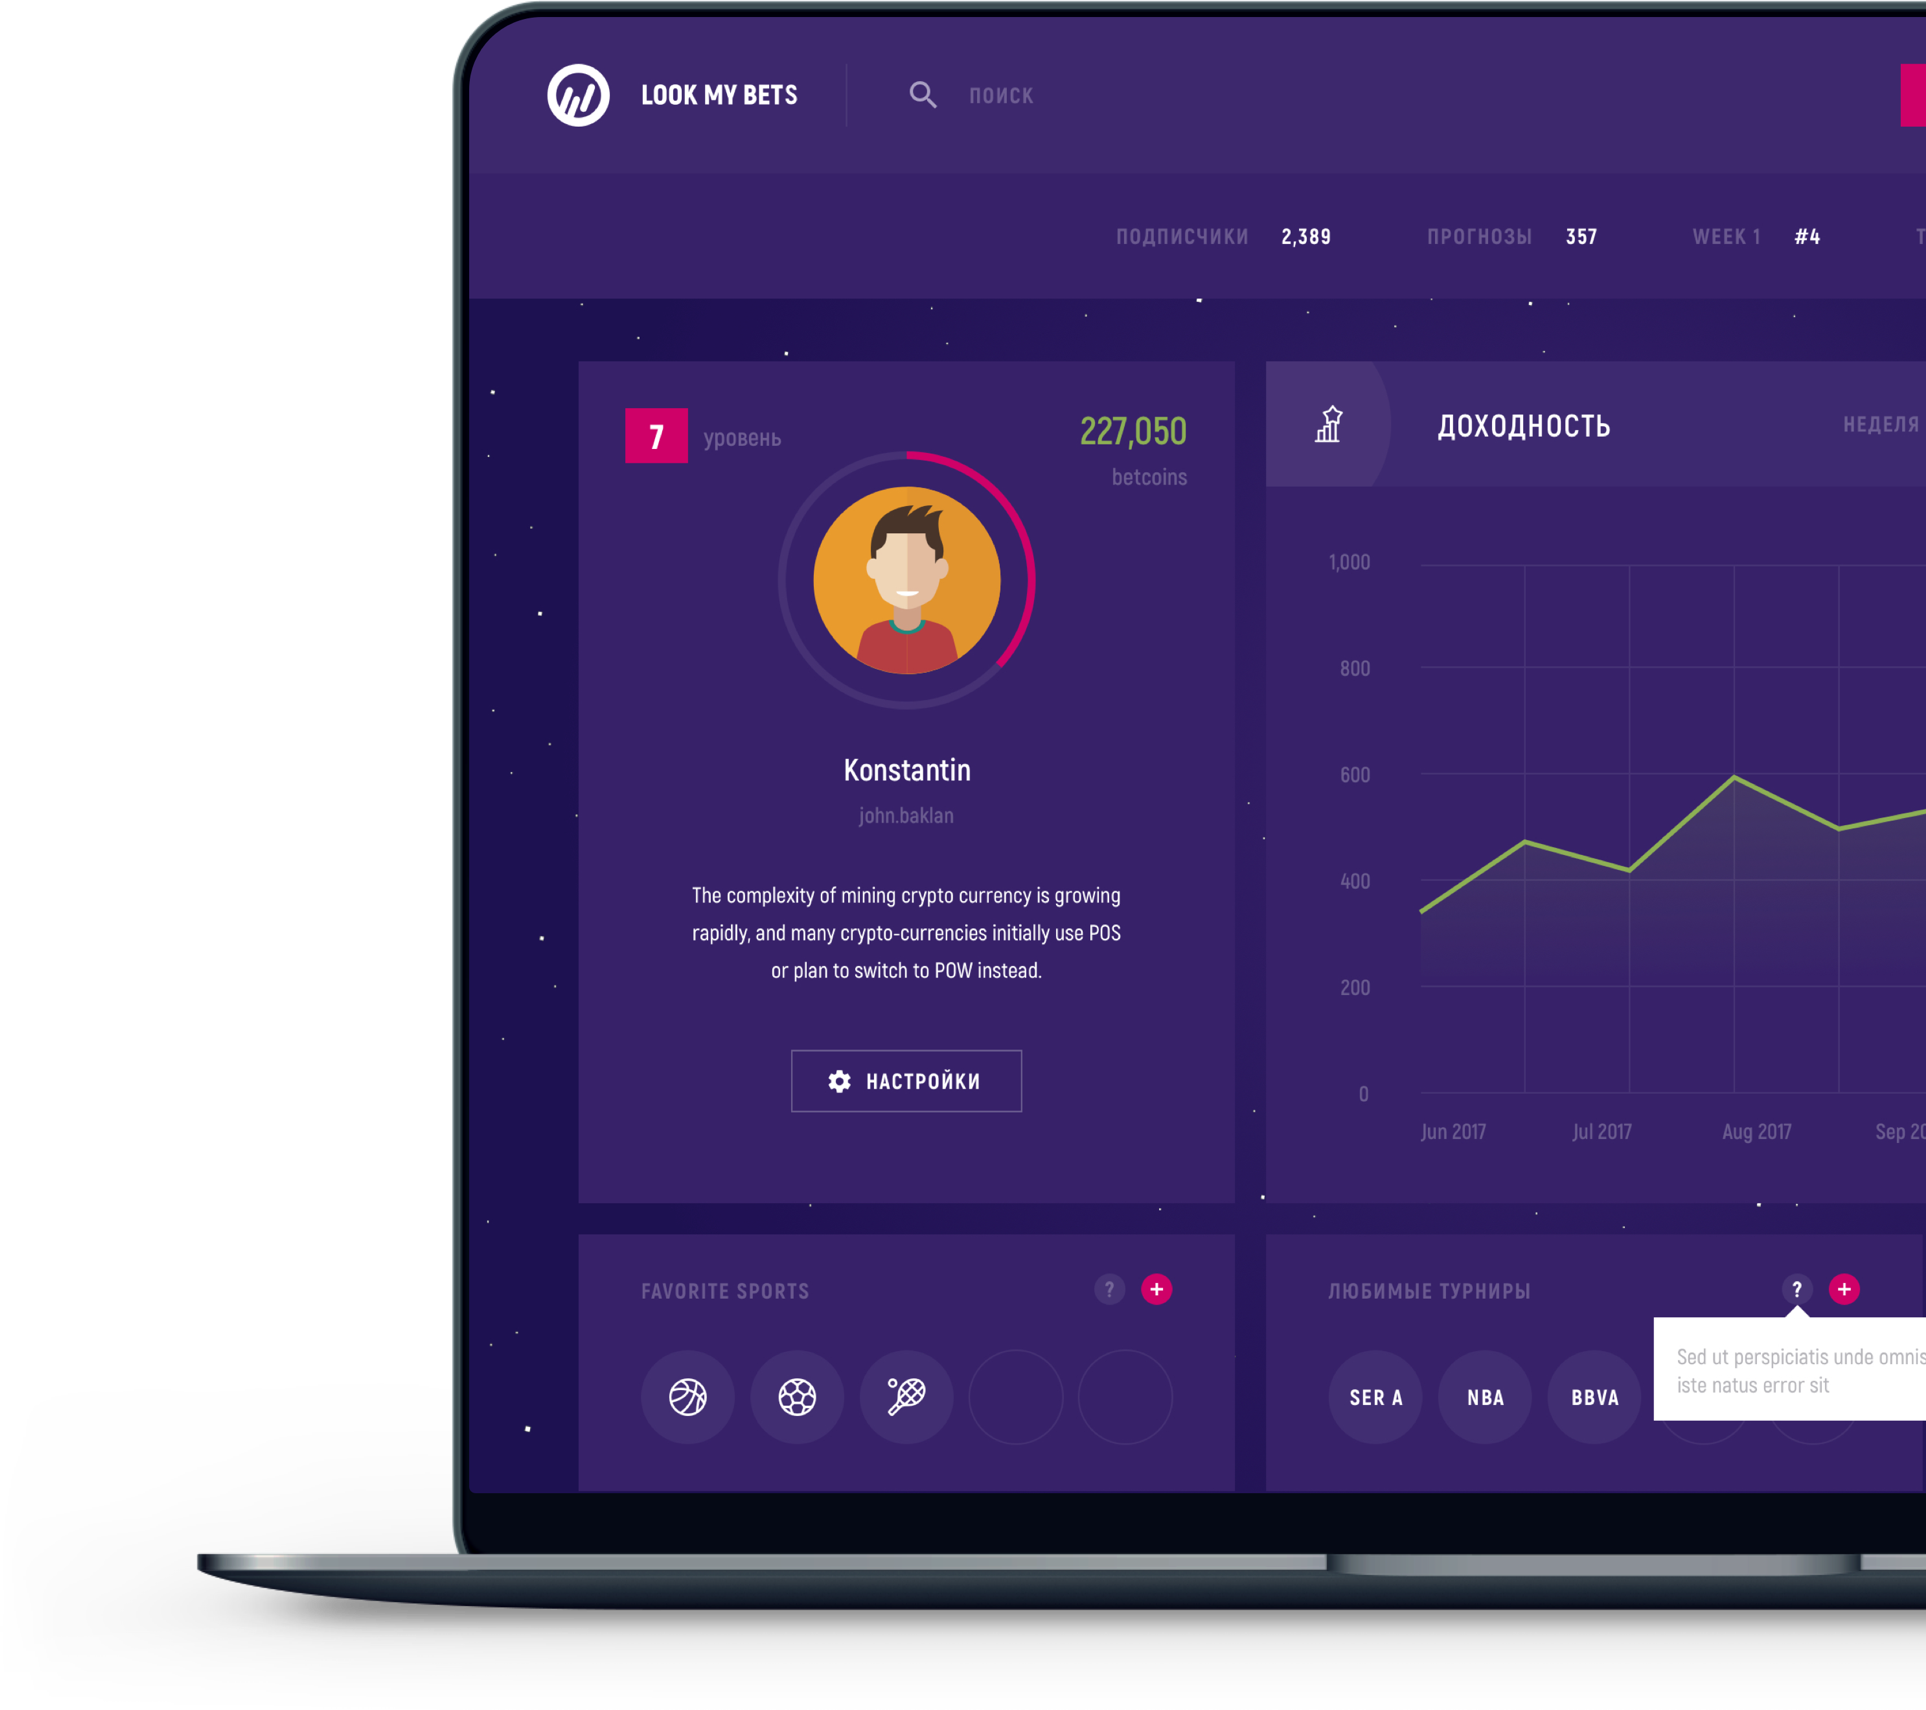 LOOK MY BETS
ПОИСК
ПОДПИСЧИКИ 2,389 ПРОГНОЗЫ 357 WEEK 1 #4
7 уровень
227,050
betcoins
Konstantin
john.baklan
The complexity of mining crypto currency is growing
rapidly, and many crypto-currencies initially use POS
or plan to switch to POW instead.
НАСТРОЙКИ
ДОХОДНОСТЬ НЕДЕЛЯ
1,000
800
600
400
200
0
Jun 2017 Jul 2017 Aug 2017 Sep
FAVORITE SPORTS ? +
ЛЮБИМЫЕ ТУРНИРЫ ? +
SER A NBA BBVA
Sed ut perspiciatis unde omnis
iste natus error sit